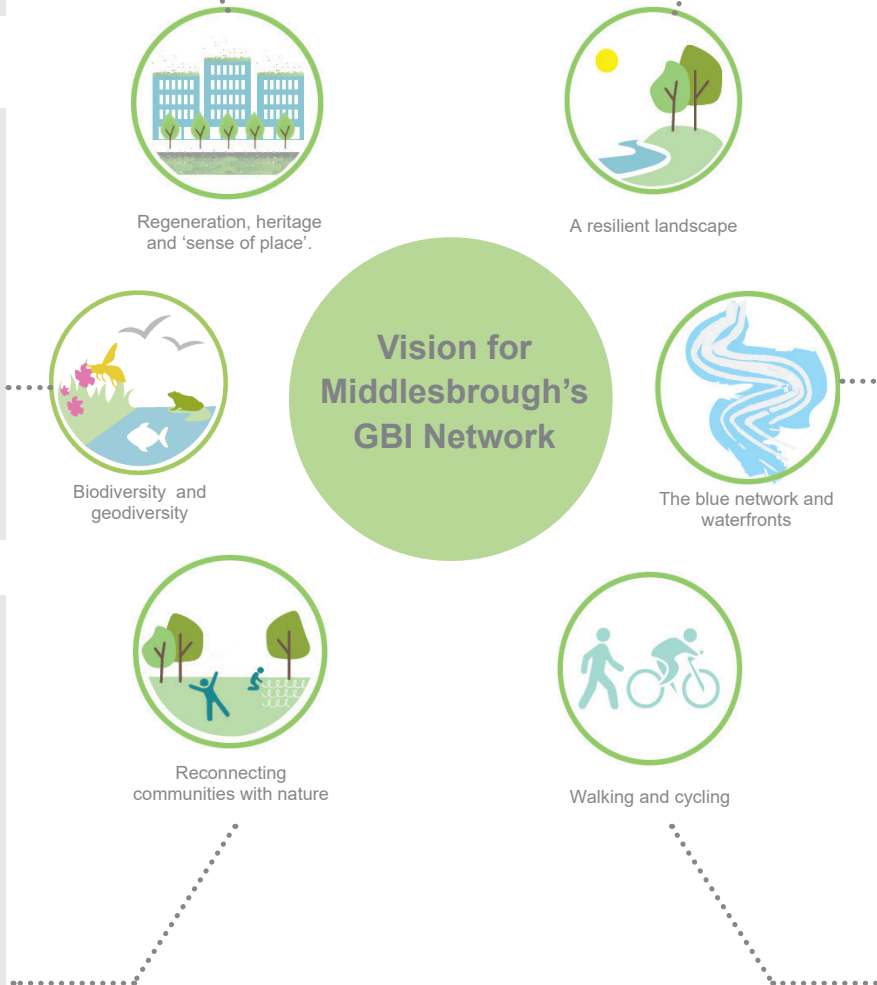 Regeneration, heritage
and ‘sense of place’.
A resilient landscape
Vision for
Middlesbrough’s
GBI Network
Biodiversity and
geodiversity
The blue network and
waterfronts
Reconnecting
communities with nature
Walking and cycling